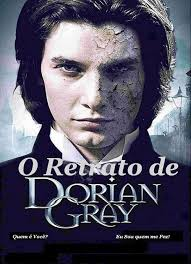 O Retrato de
DORIAN
GRAY
Quem é Você?
Eu Sou quem me Fez!